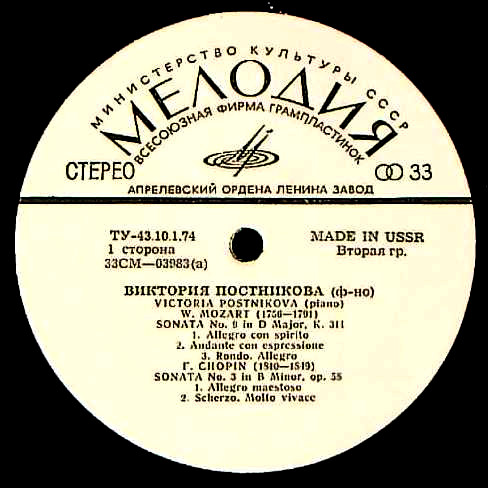 МИНИСТЕРСТВО КУЛЬТУРЫ СССР
МЕЛОДИЯ
ВСЕСОЮЗНАЯ ФИРМА ГРАМПЛАСТИНОК
СТЕРЕО 33
АПРЕЛЕВСКИЙ ОРДЕНА ЛЕНИНА ЗАВОД
ТУ-43.10.1.74 MADE IN USSR
1 сторона Вторая гр.
33СМ—03983(а)
ВИКТОРИЯ ПОСТНИКОВА (ф-но)
VICTORIA POSTNIKOVA (piano)
W. MOZART (1756—1791)
SONATA No. 9 in D Major, K. 311
1. Allegro con spirito
2. Andante con espressione
3. Rondo. Allegro
F. CHOPIN (1810—1849)
SONATA No. 3 in B Minor, op. 58
1. Allegro maestoso
2. Scherzo. Molto vivace